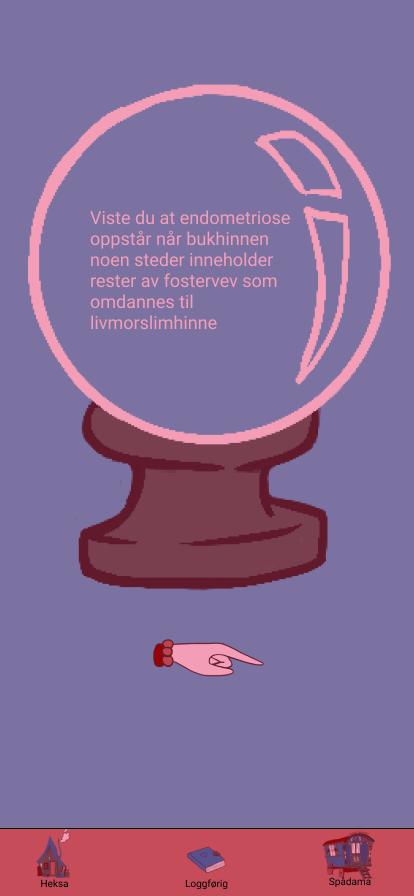 Viste du at endometriose
oppstår når bukhinnen
noen steder inneholder
rester av fostervev som
omdannes til
livmorslimhinne
Heksa
Loggførig
Spådama